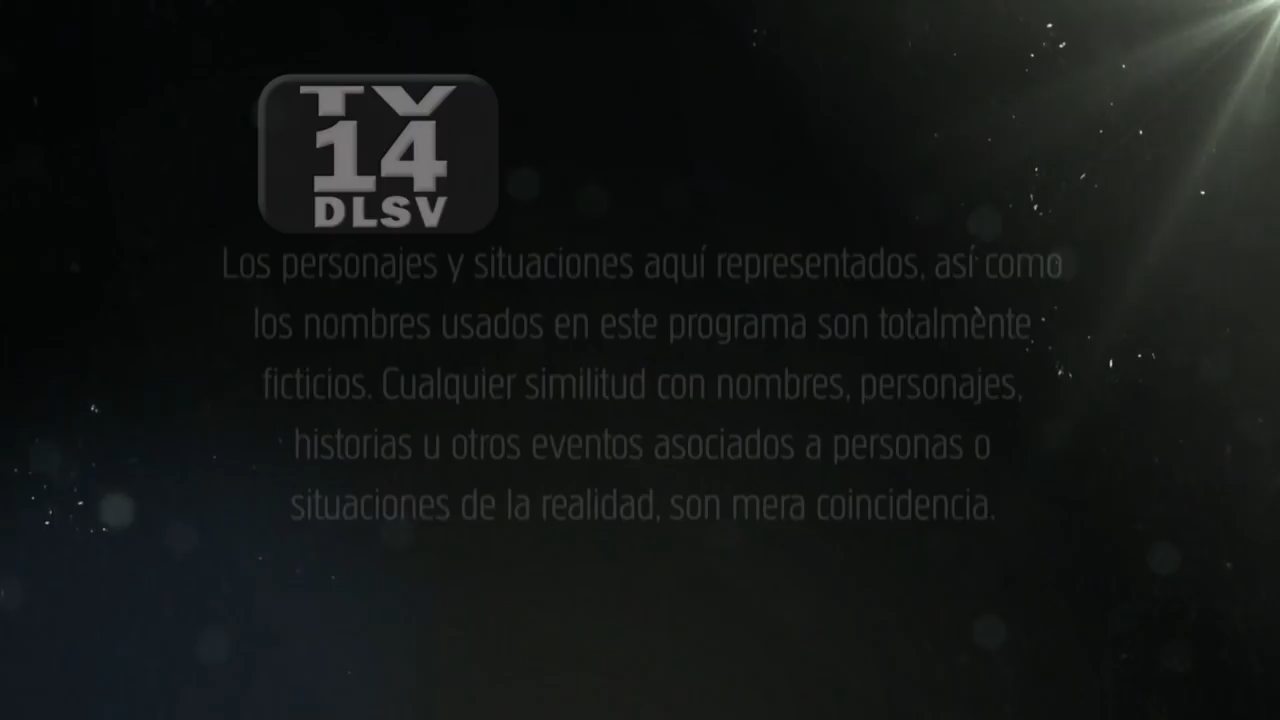 TV
14
DLSV
Los personajes y situaciones aquí representados, así como
los nombres usados en este programa son totalmente
ficticios. Cualquier similitud con nombres, personajes,
historias u otros eventos asociados a personas o
situaciones de la realidad, son mera coincidencia.